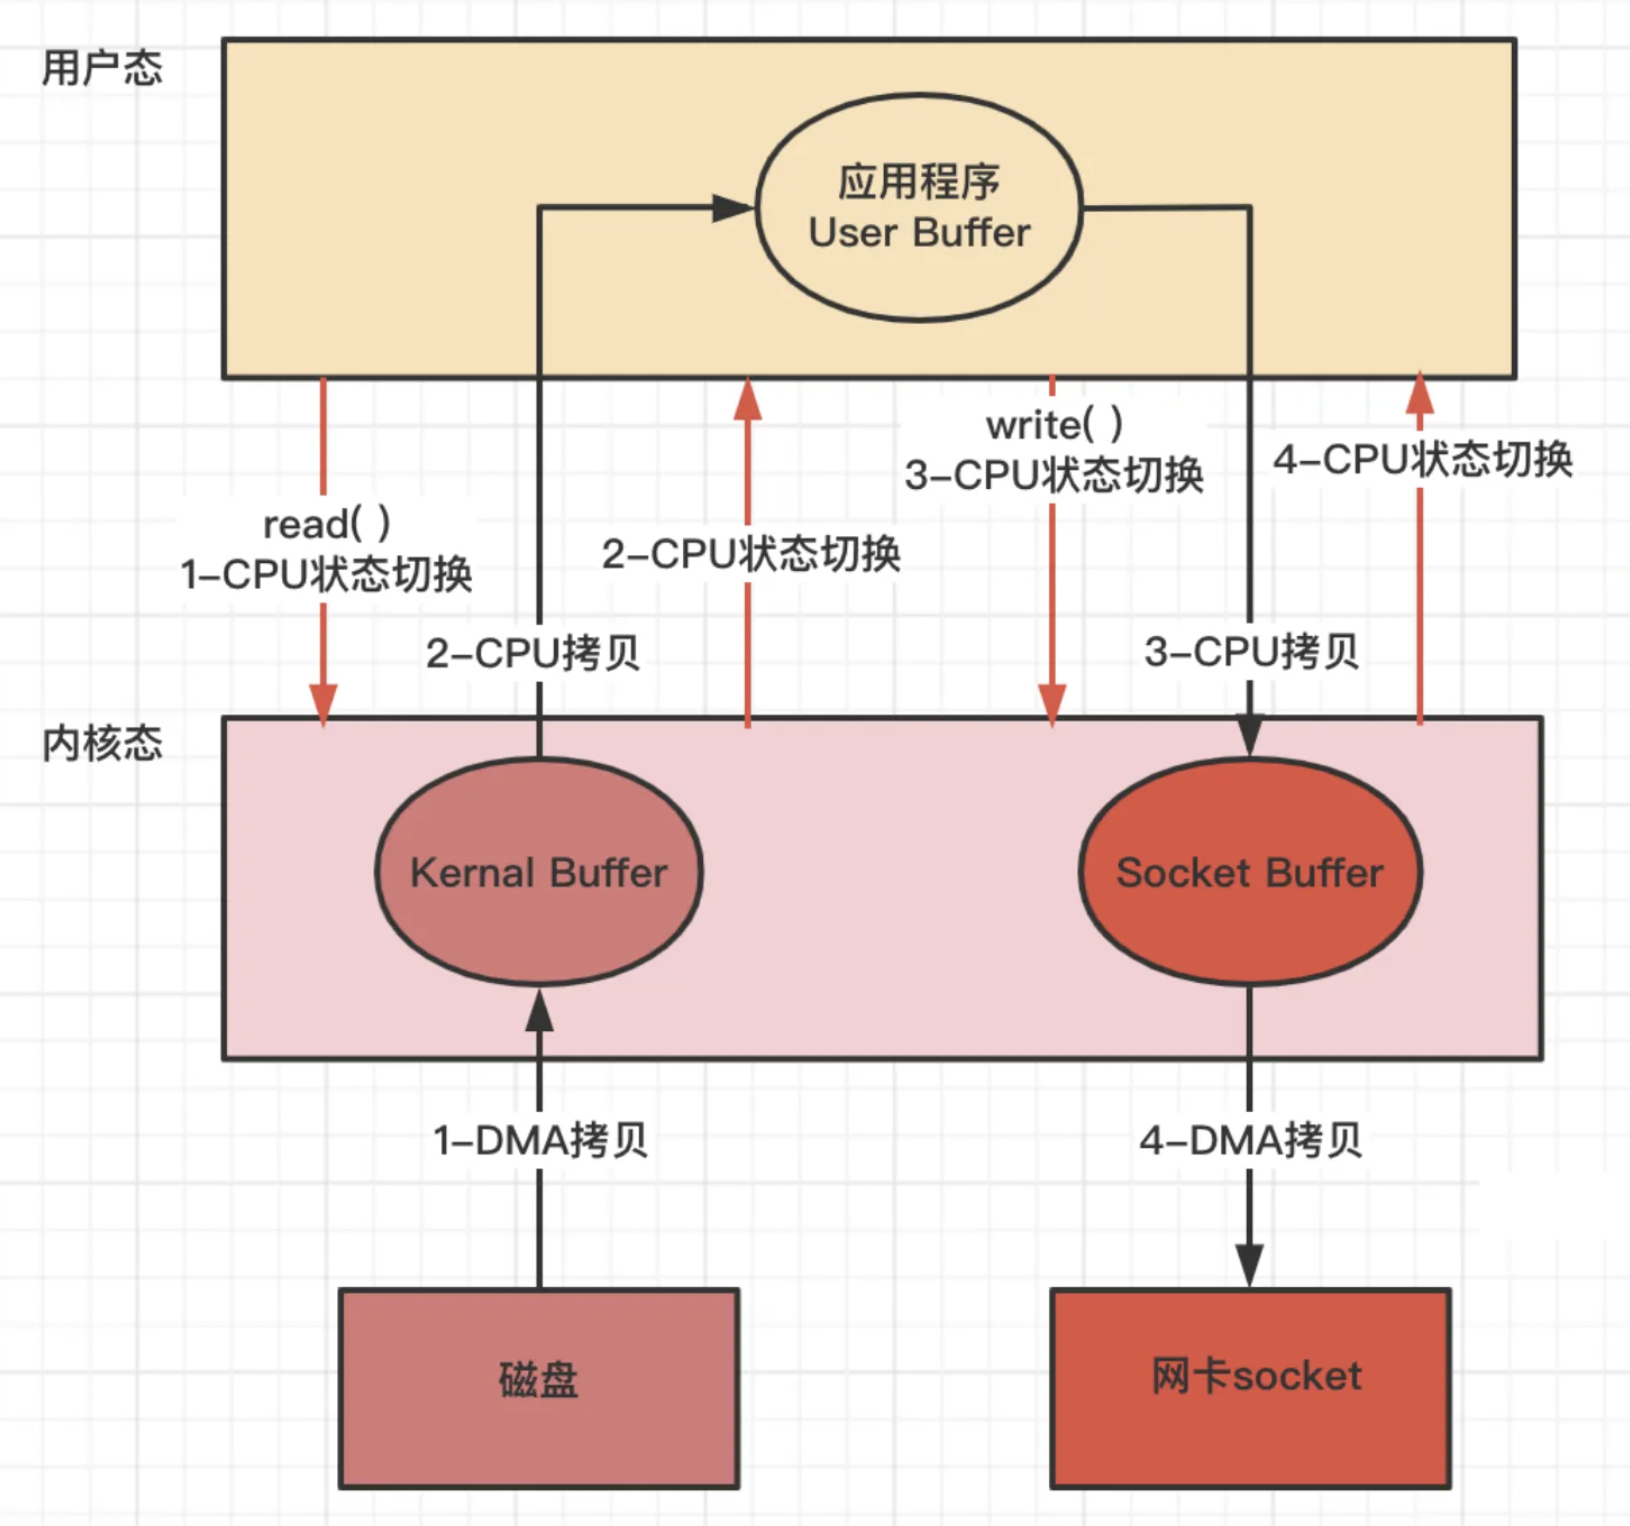 用户态
应用程序
User Buffer
write( )
3-CPU状态切换
4-CPU状态切换
read( )
1-CPU状态切换
2-CPU状态切换
2-CPU拷贝
3-CPU拷贝
内核态
Kernal Buffer
Socket Buffer
1-DMA拷贝
4-DMA拷贝
磁盘
网卡socket